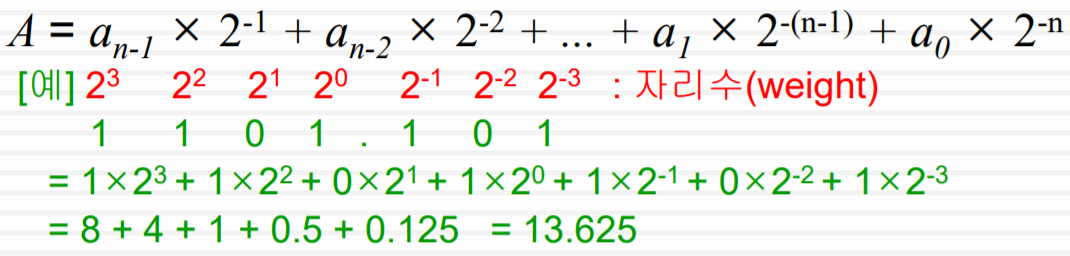 A = aₙ₋₁ × 2⁻¹ + aₙ₋₂ × 2⁻² + ... + a₁ × 2⁻⁽ⁿ⁻¹⁾ + a₀ × 2⁻ⁿ
[예] 2³ 2² 2¹ 2⁰ 2⁻¹ 2⁻² 2⁻³ : 자리수(weight)
1 1 0 1 . 1 0 1
= 1×2³ + 1×2² + 0×2¹ + 1×2⁰ + 1×2⁻¹ + 0×2⁻² + 1×2⁻³
= 8 + 4 + 1 + 0.5 + 0.125 = 13.625